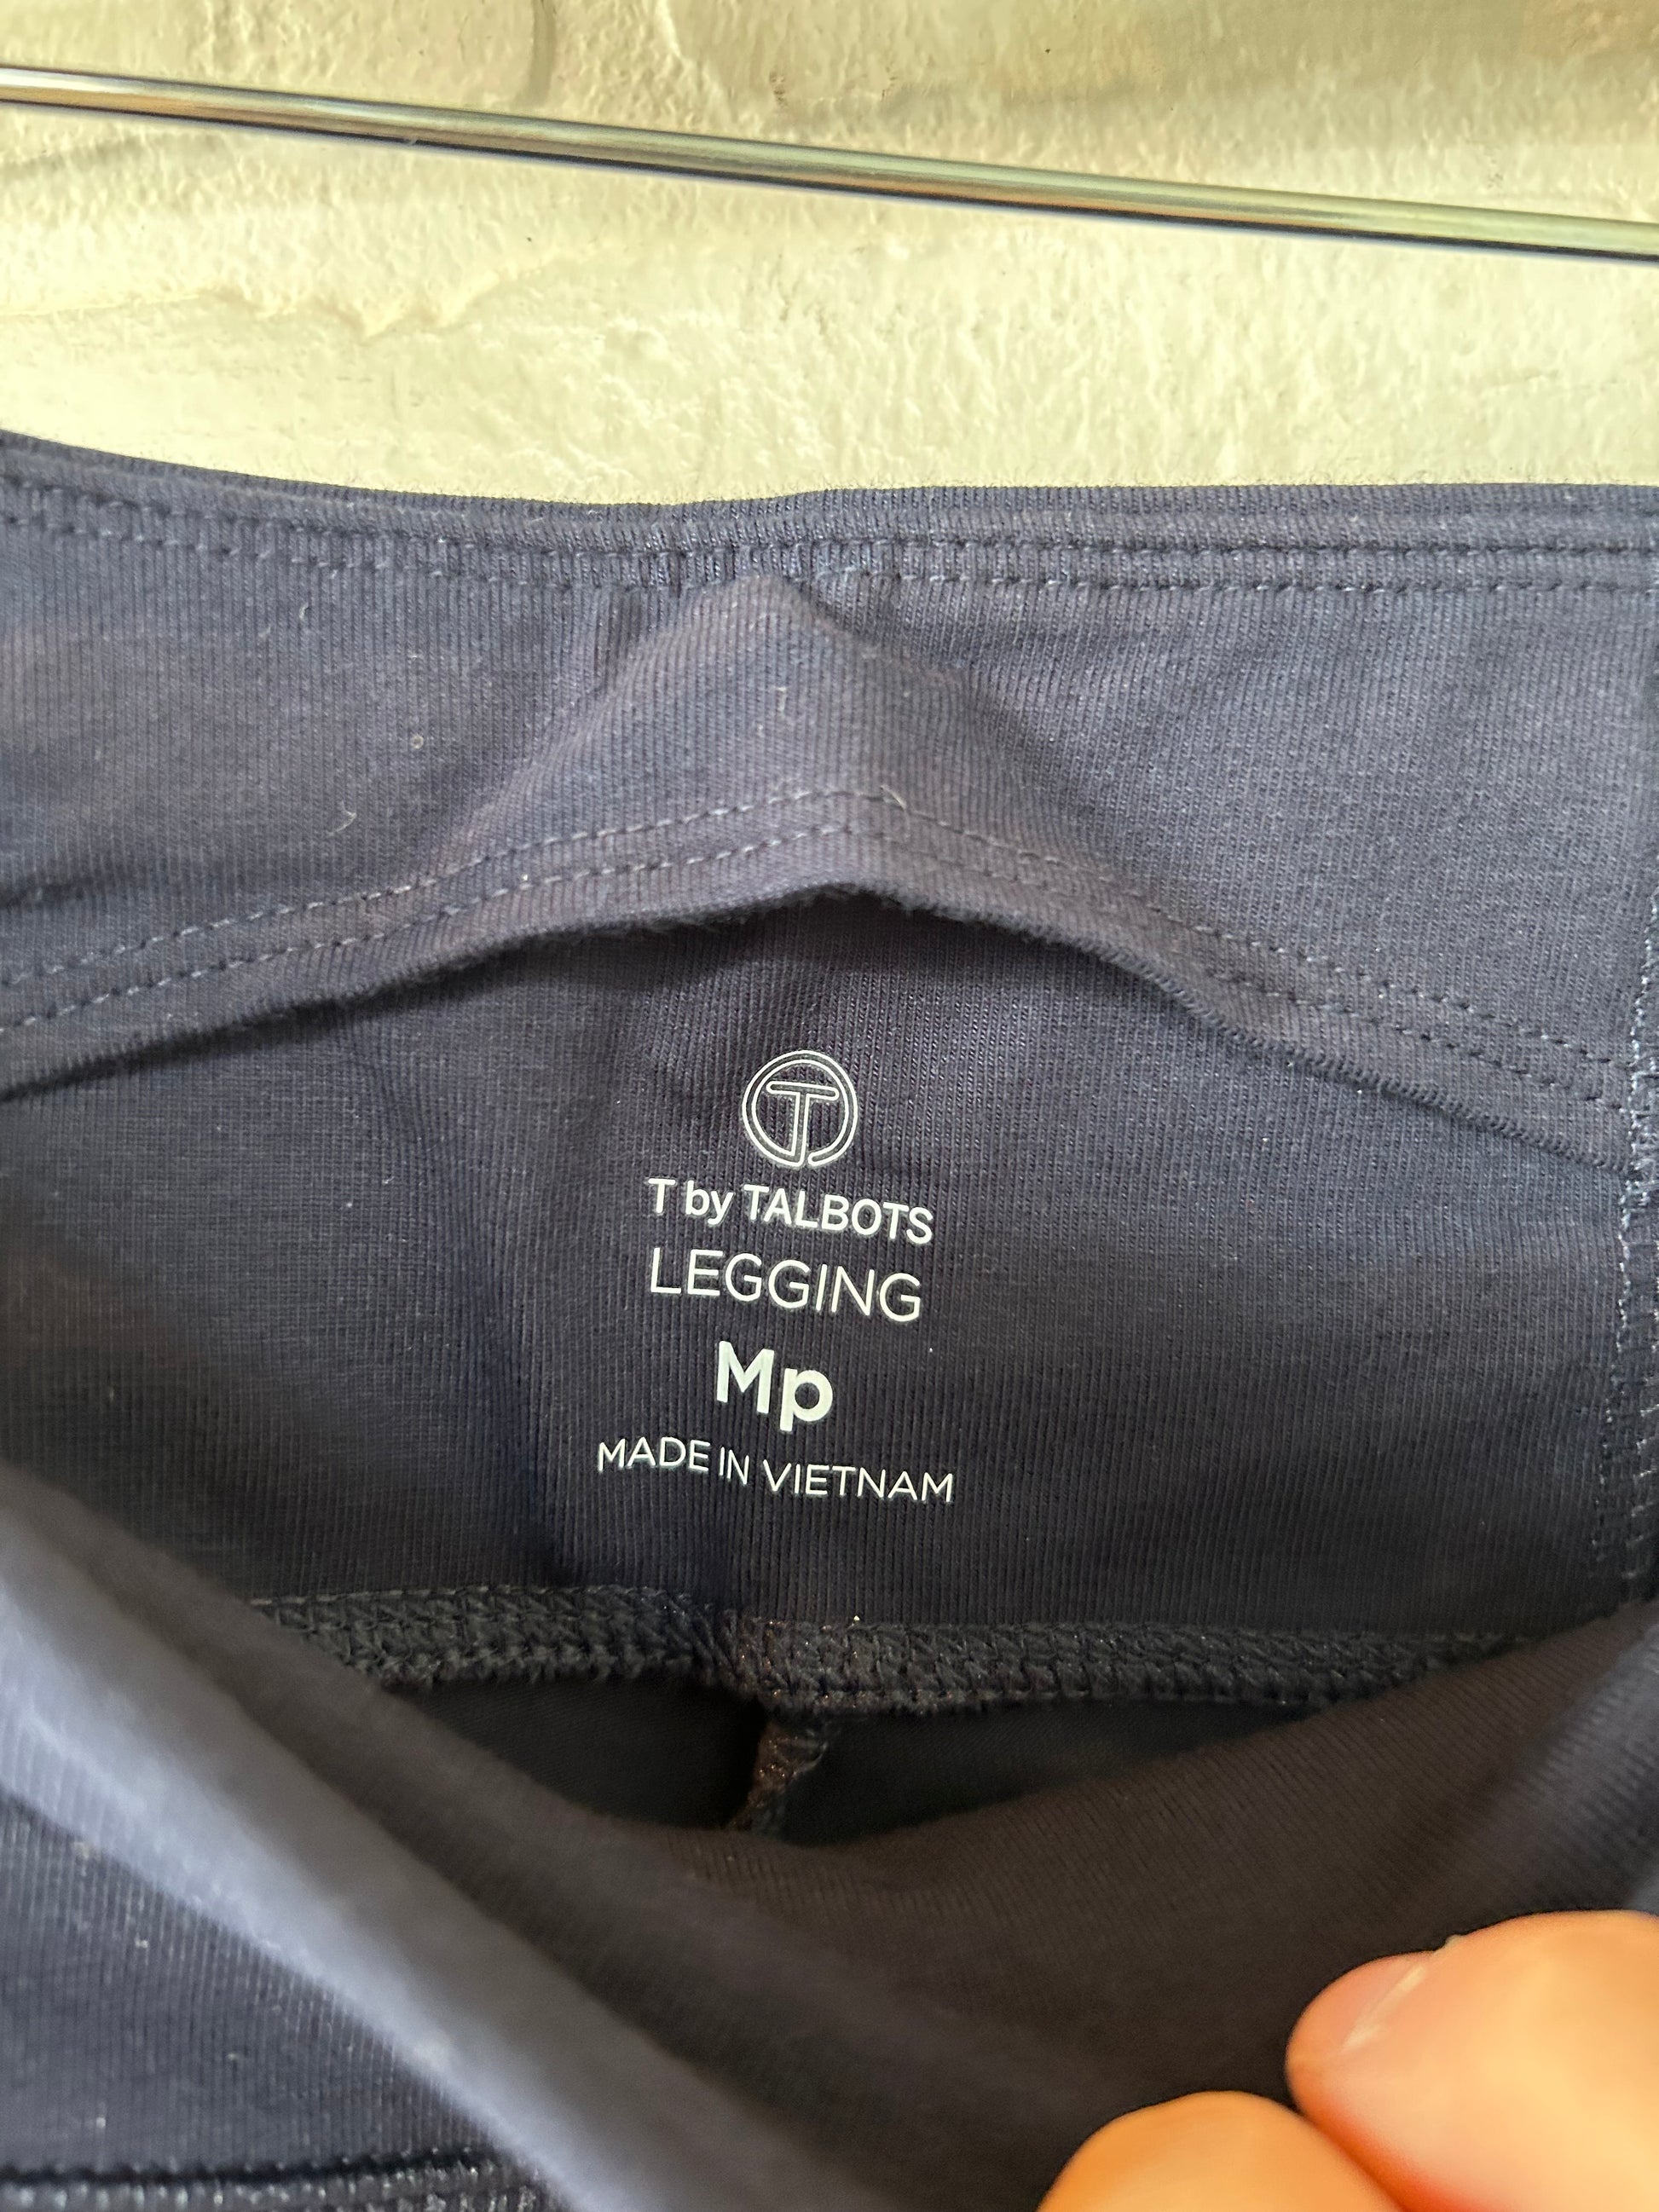 T
T by TALBOTS
LEGGING
Mp
MADE IN VIETNAM